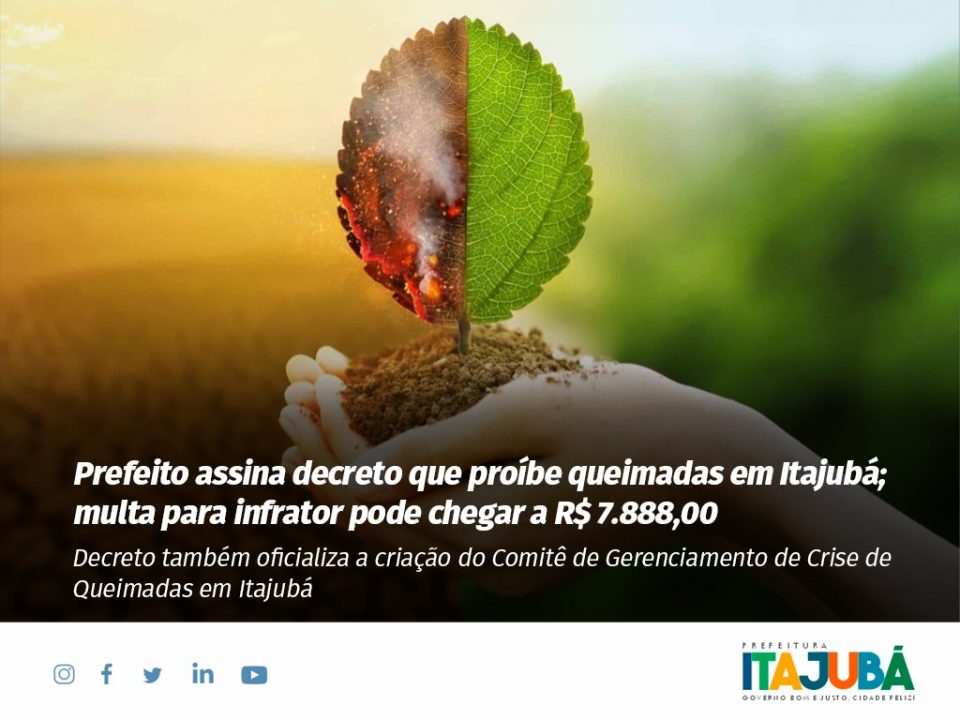 Prefeito assina decreto que proíbe queimadas em Itajubá;
multa para infrator pode chegar a R$ 7.888,00
Decreto também oficializa a criação do Comitê de Gerenciamento de Crise de
Queimadas em Itajubá
PREFEITURA
ITAJUBÁ
GOVERNO BOM E JUSTO, CIDADE FELIZ!